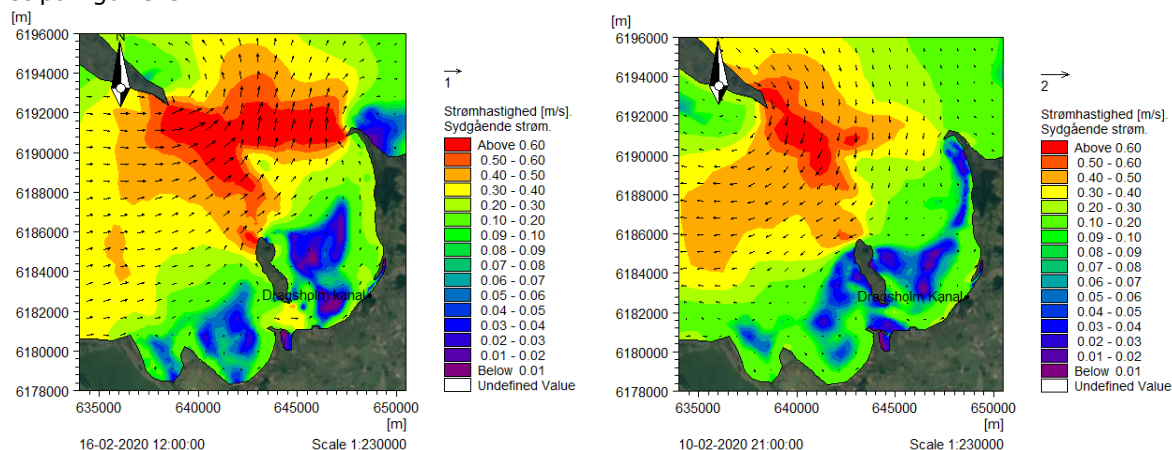 [m]
6196000
6194000
6192000
6190000
6188000
6186000
6184000
6182000
6180000
6178000
N
Dragsholm Kanal
635000 640000 645000 650000
[m]
16-02-2020 12:00:00 Scale 1:230000
1
Strømhastighed [m/s].
Sydgående strøm.
Above 0.60
0.50 - 0.60
0.40 - 0.50
0.30 - 0.40
0.20 - 0.30
0.10 - 0.20
0.09 - 0.10
0.08 - 0.09
0.07 - 0.08
0.06 - 0.07
0.05 - 0.06
0.04 - 0.05
0.03 - 0.04
0.02 - 0.03
0.01 - 0.02
Below 0.01
Undefined Value
[m]
6196000
6194000
6192000
6190000
6188000
6186000
6184000
6182000
6180000
6178000
Dragsholm Kanal
635000 640000 645000 650000
[m]
10-02-2020 21:00:00 Scale 1:230000
2
Strømhastighed [m/s].
Sydgående strøm.
Above 0.60
0.50 - 0.60
0.40 - 0.50
0.30 - 0.40
0.20 - 0.30
0.10 - 0.20
0.09 - 0.10
0.08 - 0.09
0.07 - 0.08
0.06 - 0.07
0.05 - 0.06
0.04 - 0.05
0.03 - 0.04
0.02 - 0.03
0.01 - 0.02
Below 0.01
Undefined Value